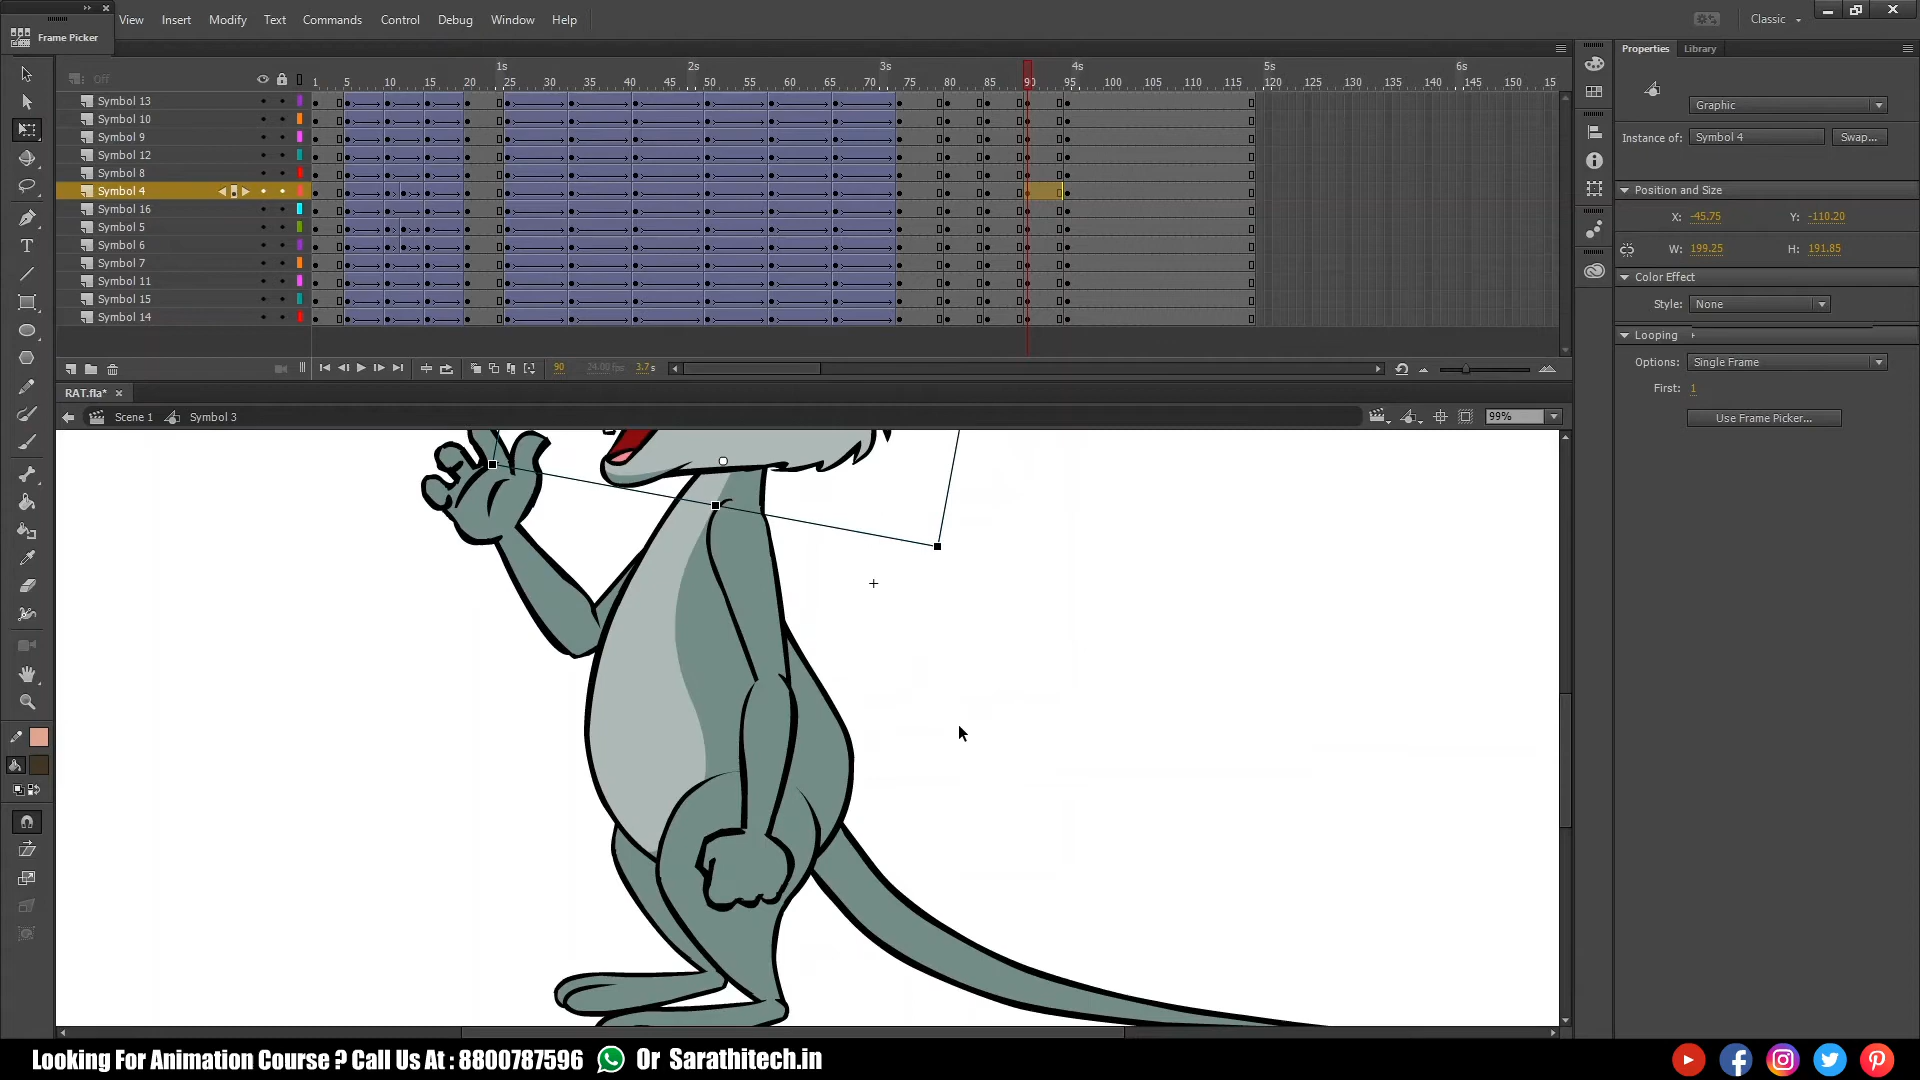 Frame Picker
View Insert Modify Text Commands Control Debug Window Help
Classic
Properties Library
Off
1s 2s 3s 4s 5s 6s
1 5 10 15 20 25 30 35 40 45 50 55 60 65 70 75 80 85 90 95 100 105 110 115 120 125 130 135 140 145 150 15
Symbol 13
Symbol 10
Symbol 9
Symbol 12
Symbol 8
Symbol 4
Symbol 16
Symbol 5
Symbol 6
Symbol 7
Symbol 11
Symbol 15
Symbol 14
90 24.00 fps 3.7 s
RAT.fla* ×
Scene 1 Symbol 3
99%
Graphic
Instance of: Symbol 4 Swap...
Position and Size
X: -45.75 Y: -110.20
W: 199.25 H: 191.85
Color Effect
Style: None
Looping
Options: Single Frame
First: 1
Use Frame Picker...
Looking For Animation Course ? Call Us At : 8800787596 Or Sarathitech.in